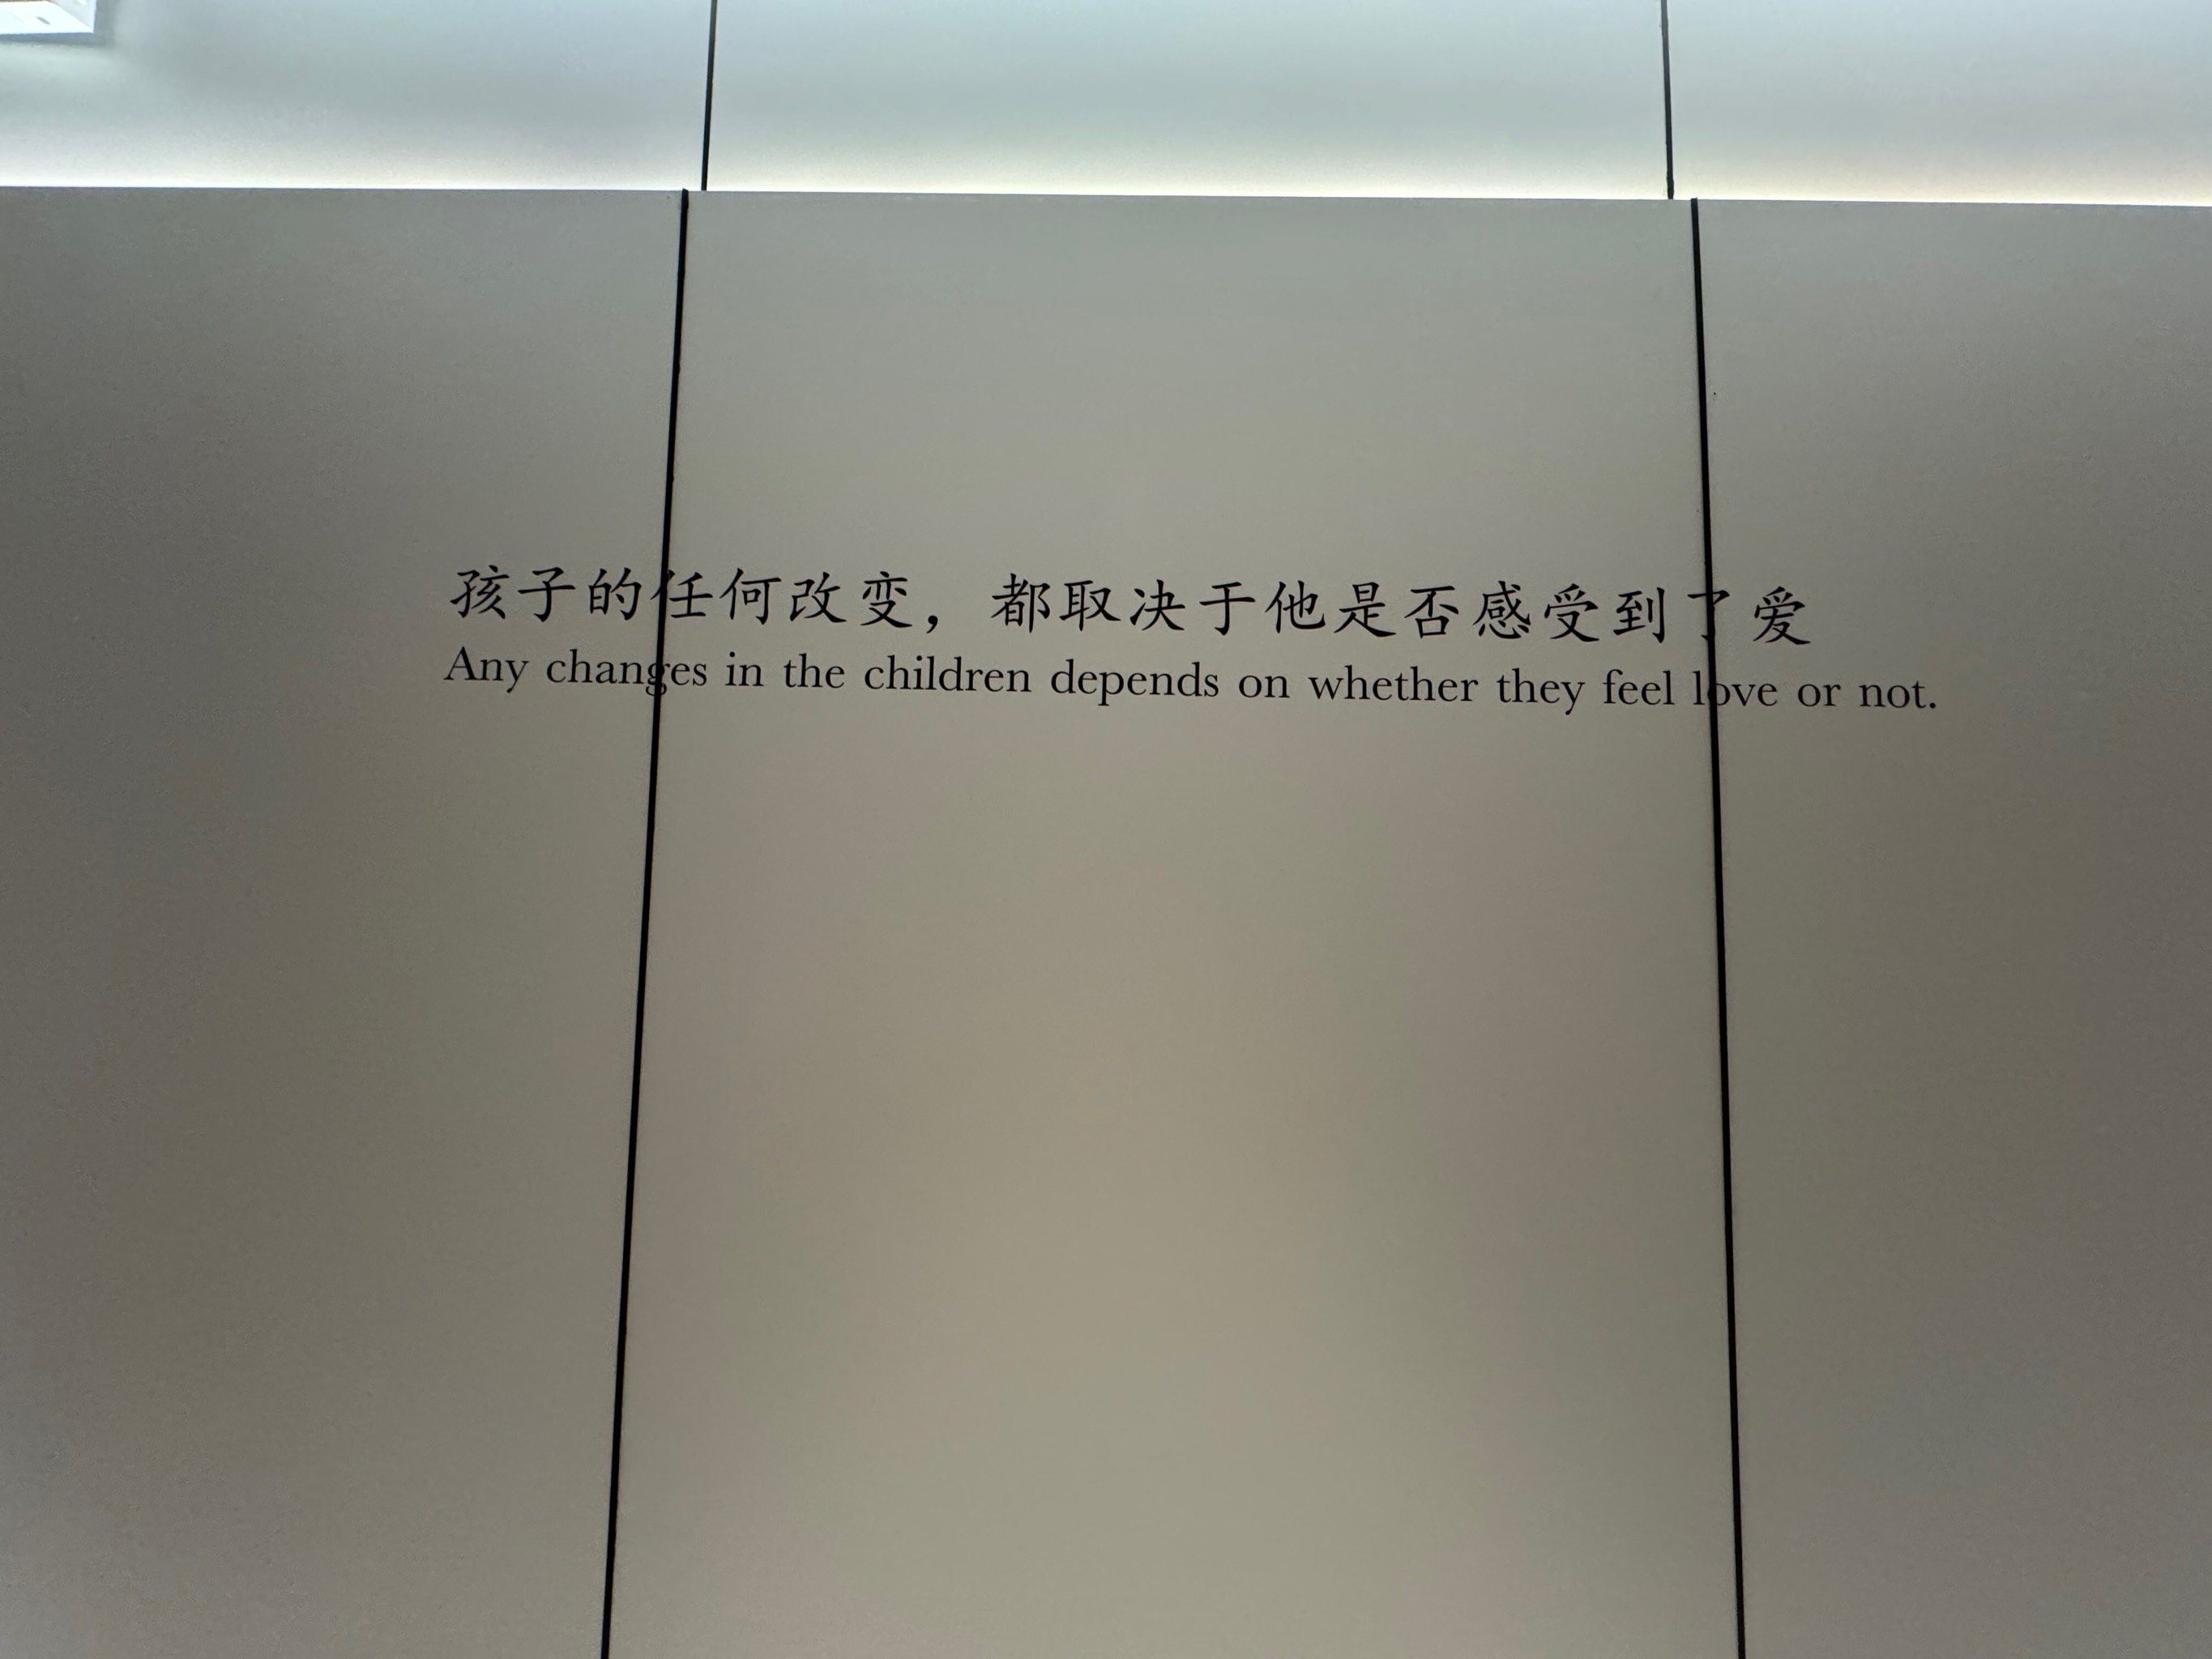 孩子的任何改变，都取决于他是否感受到了爱
Any changes in the children depends on whether they feel love or not.